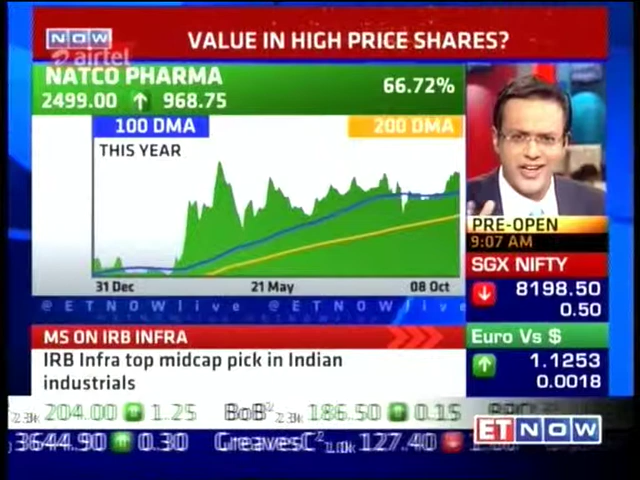 NOW
airtel
VALUE IN HIGH PRICE SHARES?
NATCO PHARMA
2499.00 968.75 66.72%
100 DMA 200 DMA
THIS YEAR
31 Dec 21 May 08 Oct
@ETNOWlive @ETNOWlive
PRE-OPEN
9:07 AM
SGX NIFTY
8198.50
0.50
Euro Vs $
1.1253
0.0018
MS ON IRB INFRA
IRB Infra top midcap pick in Indian
industrials
204.00 1.25 BoB 186.50 0.15
3644.90 0.30 GreavesC 127.40
ET NOW